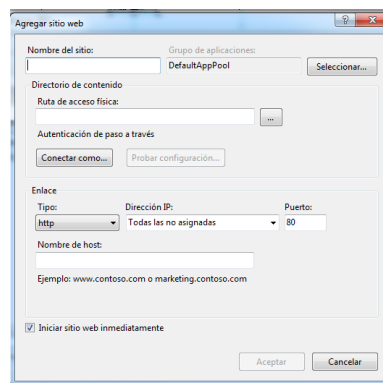 Agregar sitio web
Nombre del sitio: Grupo de aplicaciones:
DefaultAppPool Seleccionar...
Directorio de contenido
Ruta de acceso física:
...
Autenticación de paso a través
Conectar como... Probar configuración...
Enlace
Tipo: Dirección IP: Puerto:
http Todas las no asignadas 80
Nombre de host:
Ejemplo: www.contoso.com o marketing.contoso.com
Iniciar sitio web inmediatamente
Aceptar Cancelar